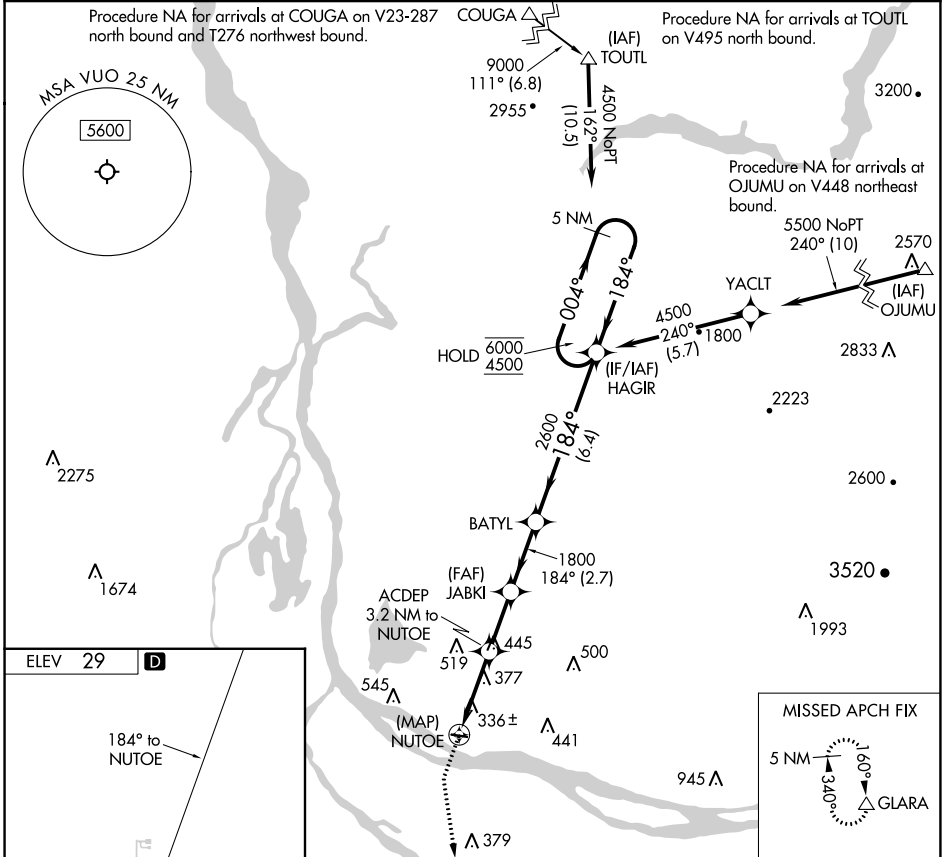 Procedure NA for arrivals at COUGA on V23-287
north bound and T276 northwest bound.
COUGA
Procedure NA for arrivals at TOUTL
on V495 north bound.
(IAF)
TOUTL
9000
111° (6.8)
2955
4500 NoPT
162°
(10.5)
3200
MSA VUO 25 NM
5600
Procedure NA for arrivals at
OJUMU on V448 northeast
bound.
5500 NoPT
240° (10)
2570
(IAF)
OJUMU
5 NM
004°
184°
YACLT
4500
240°
(5.7)
1800
HOLD 6000
4500
(IF/IAF)
HAGIR
2833
2223
2600
184°
(6.4)
2275
2600
BATYL
1800
184° (2.7)
1674
(FAF)
JABKI
3520
ACDEP
3.2 NM to
NUTOE
1993
519
445
500
377
545
336±
441
(MAP)
NUTOE
945
379
ELEV 29 D
184° to
NUTOE
MISSED APCH FIX
5 NM
160°
340°
GLARA